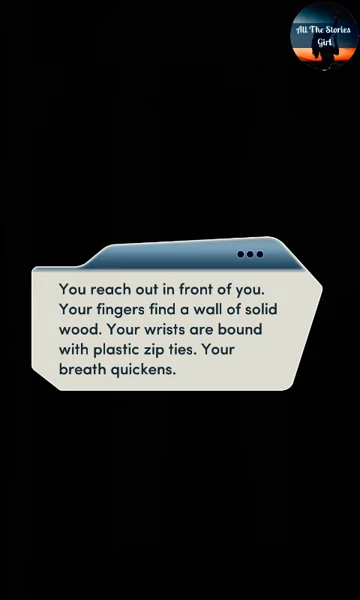 All The Stories
Girl
You reach out in front of you.
Your fingers find a wall of solid
wood. Your wrists are bound
with plastic zip ties. Your
breath quickens.